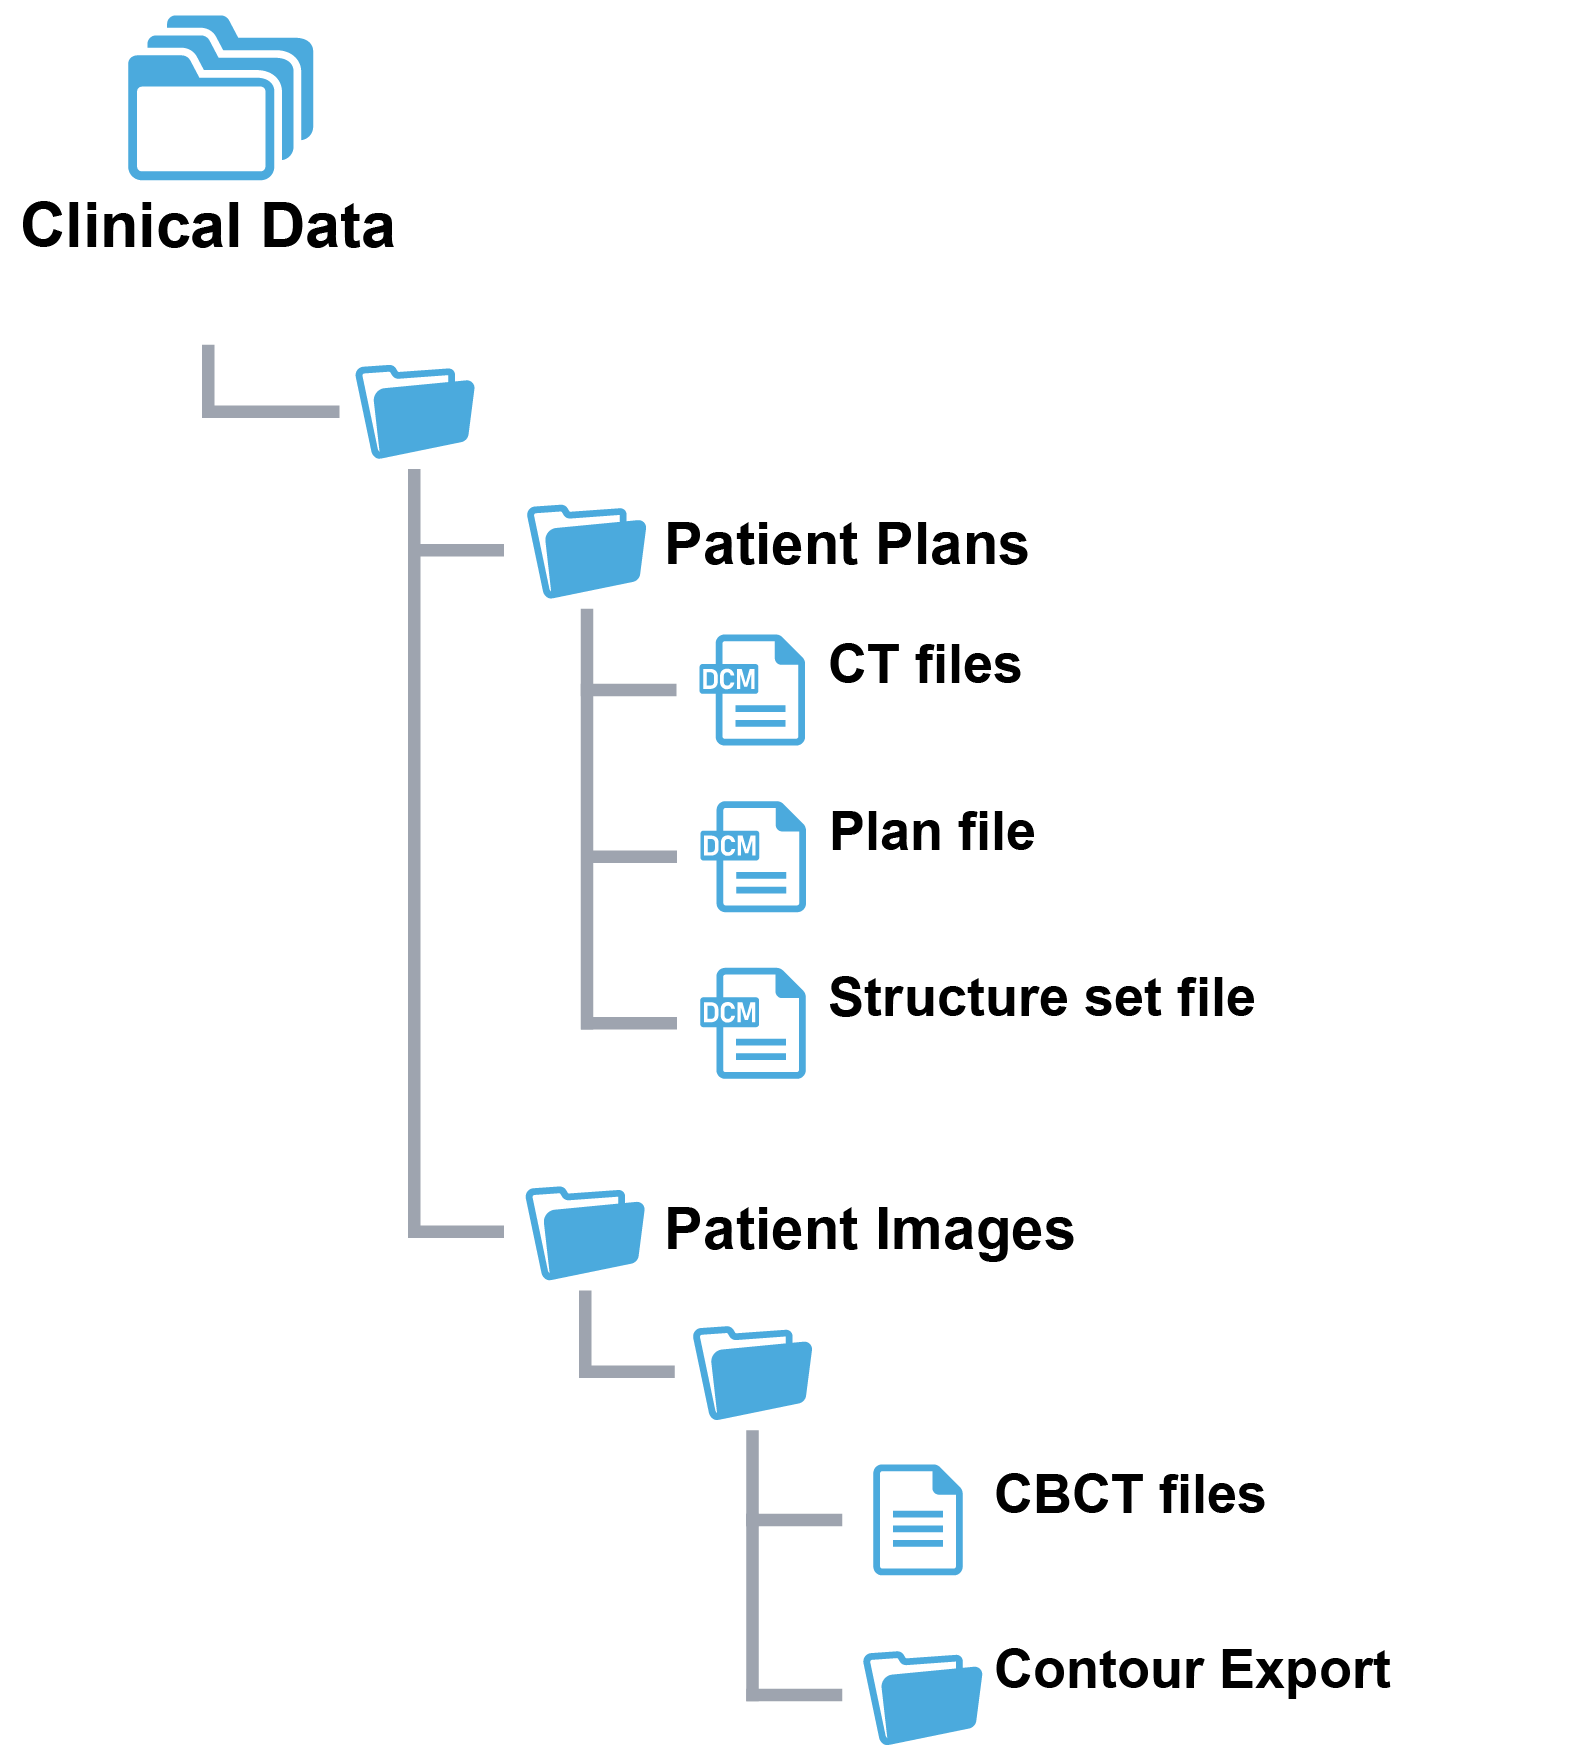 Clinical Data
Patient Plans
DCM
CT files
DCM
Plan file
DCM
Structure set file
Patient Images
CBCT files
Contour Export